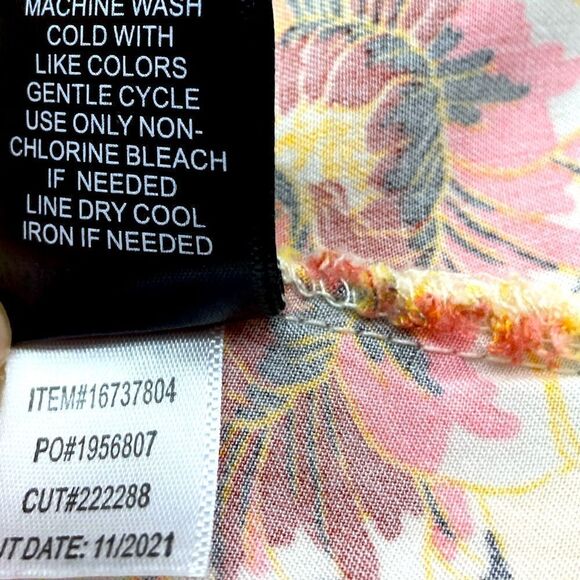 MACHINE WASH
COLD WITH
LIKE COLORS
GENTLE CYCLE
USE ONLY NON-
CHLORINE BLEACH
IF NEEDED
LINE DRY COOL
IRON IF NEEDED
ITEM#16737804
PO#1956807
CUT#222288
UT DATE: 11/2021